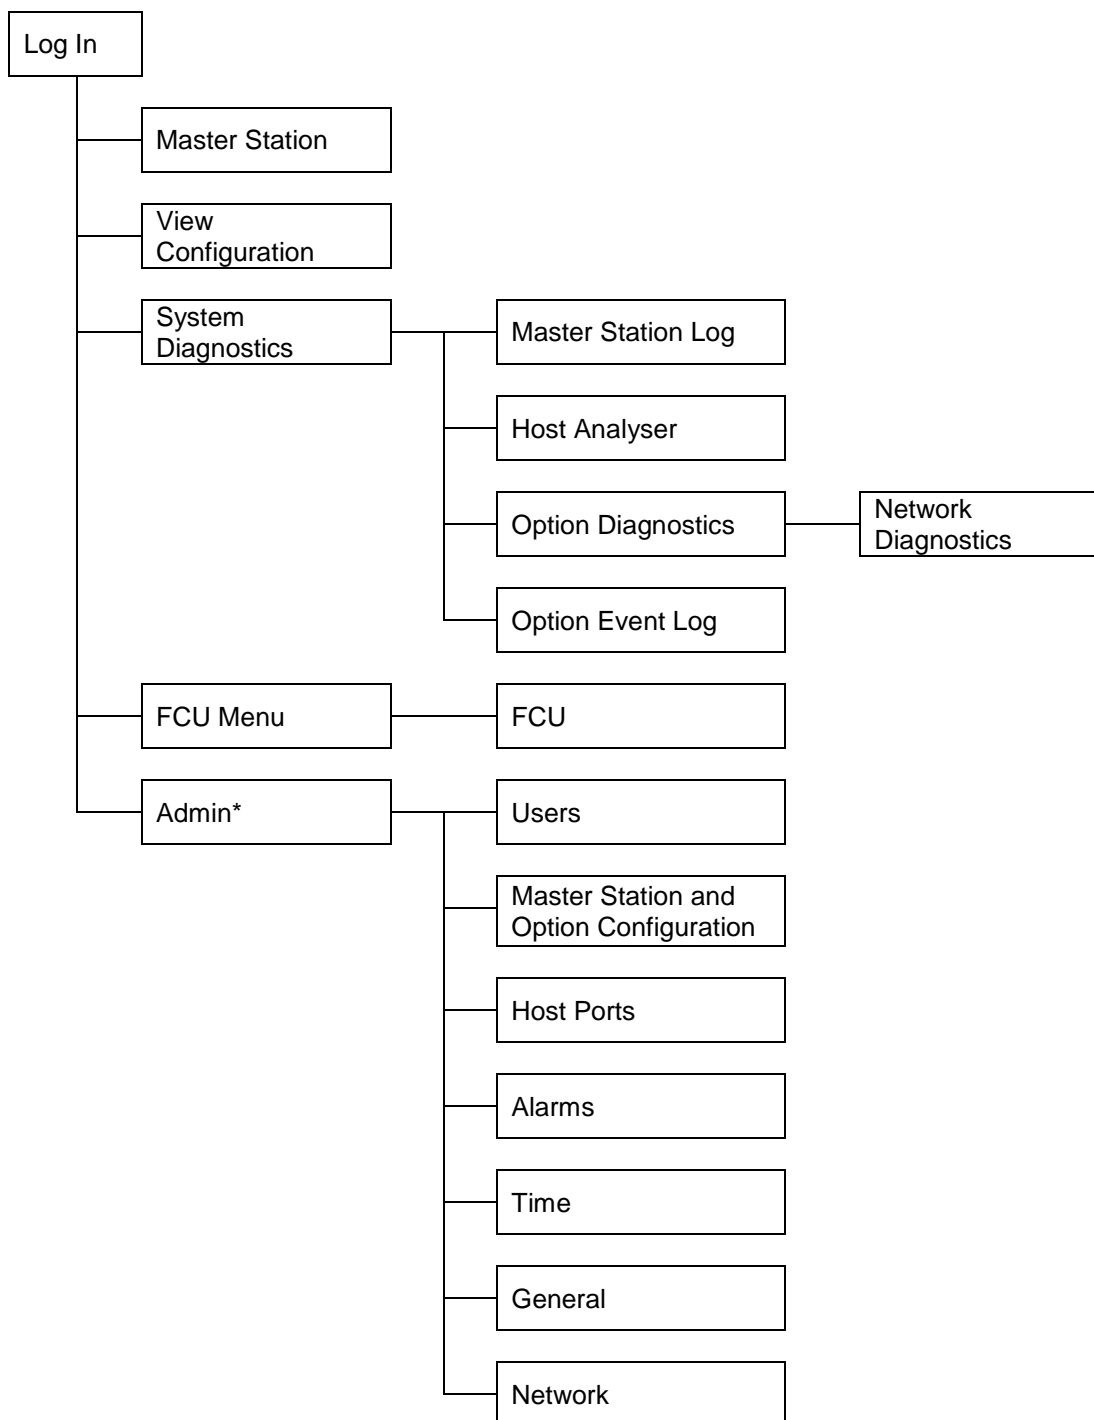 Log In
Master Station
View
Configuration
System
Diagnostics
Master Station Log
Host Analyser
Option Diagnostics
Network
Diagnostics
Option Event Log
FCU Menu
FCU
Admin*
Users
Master Station and
Option Configuration
Host Ports
Alarms
Time
General
Network